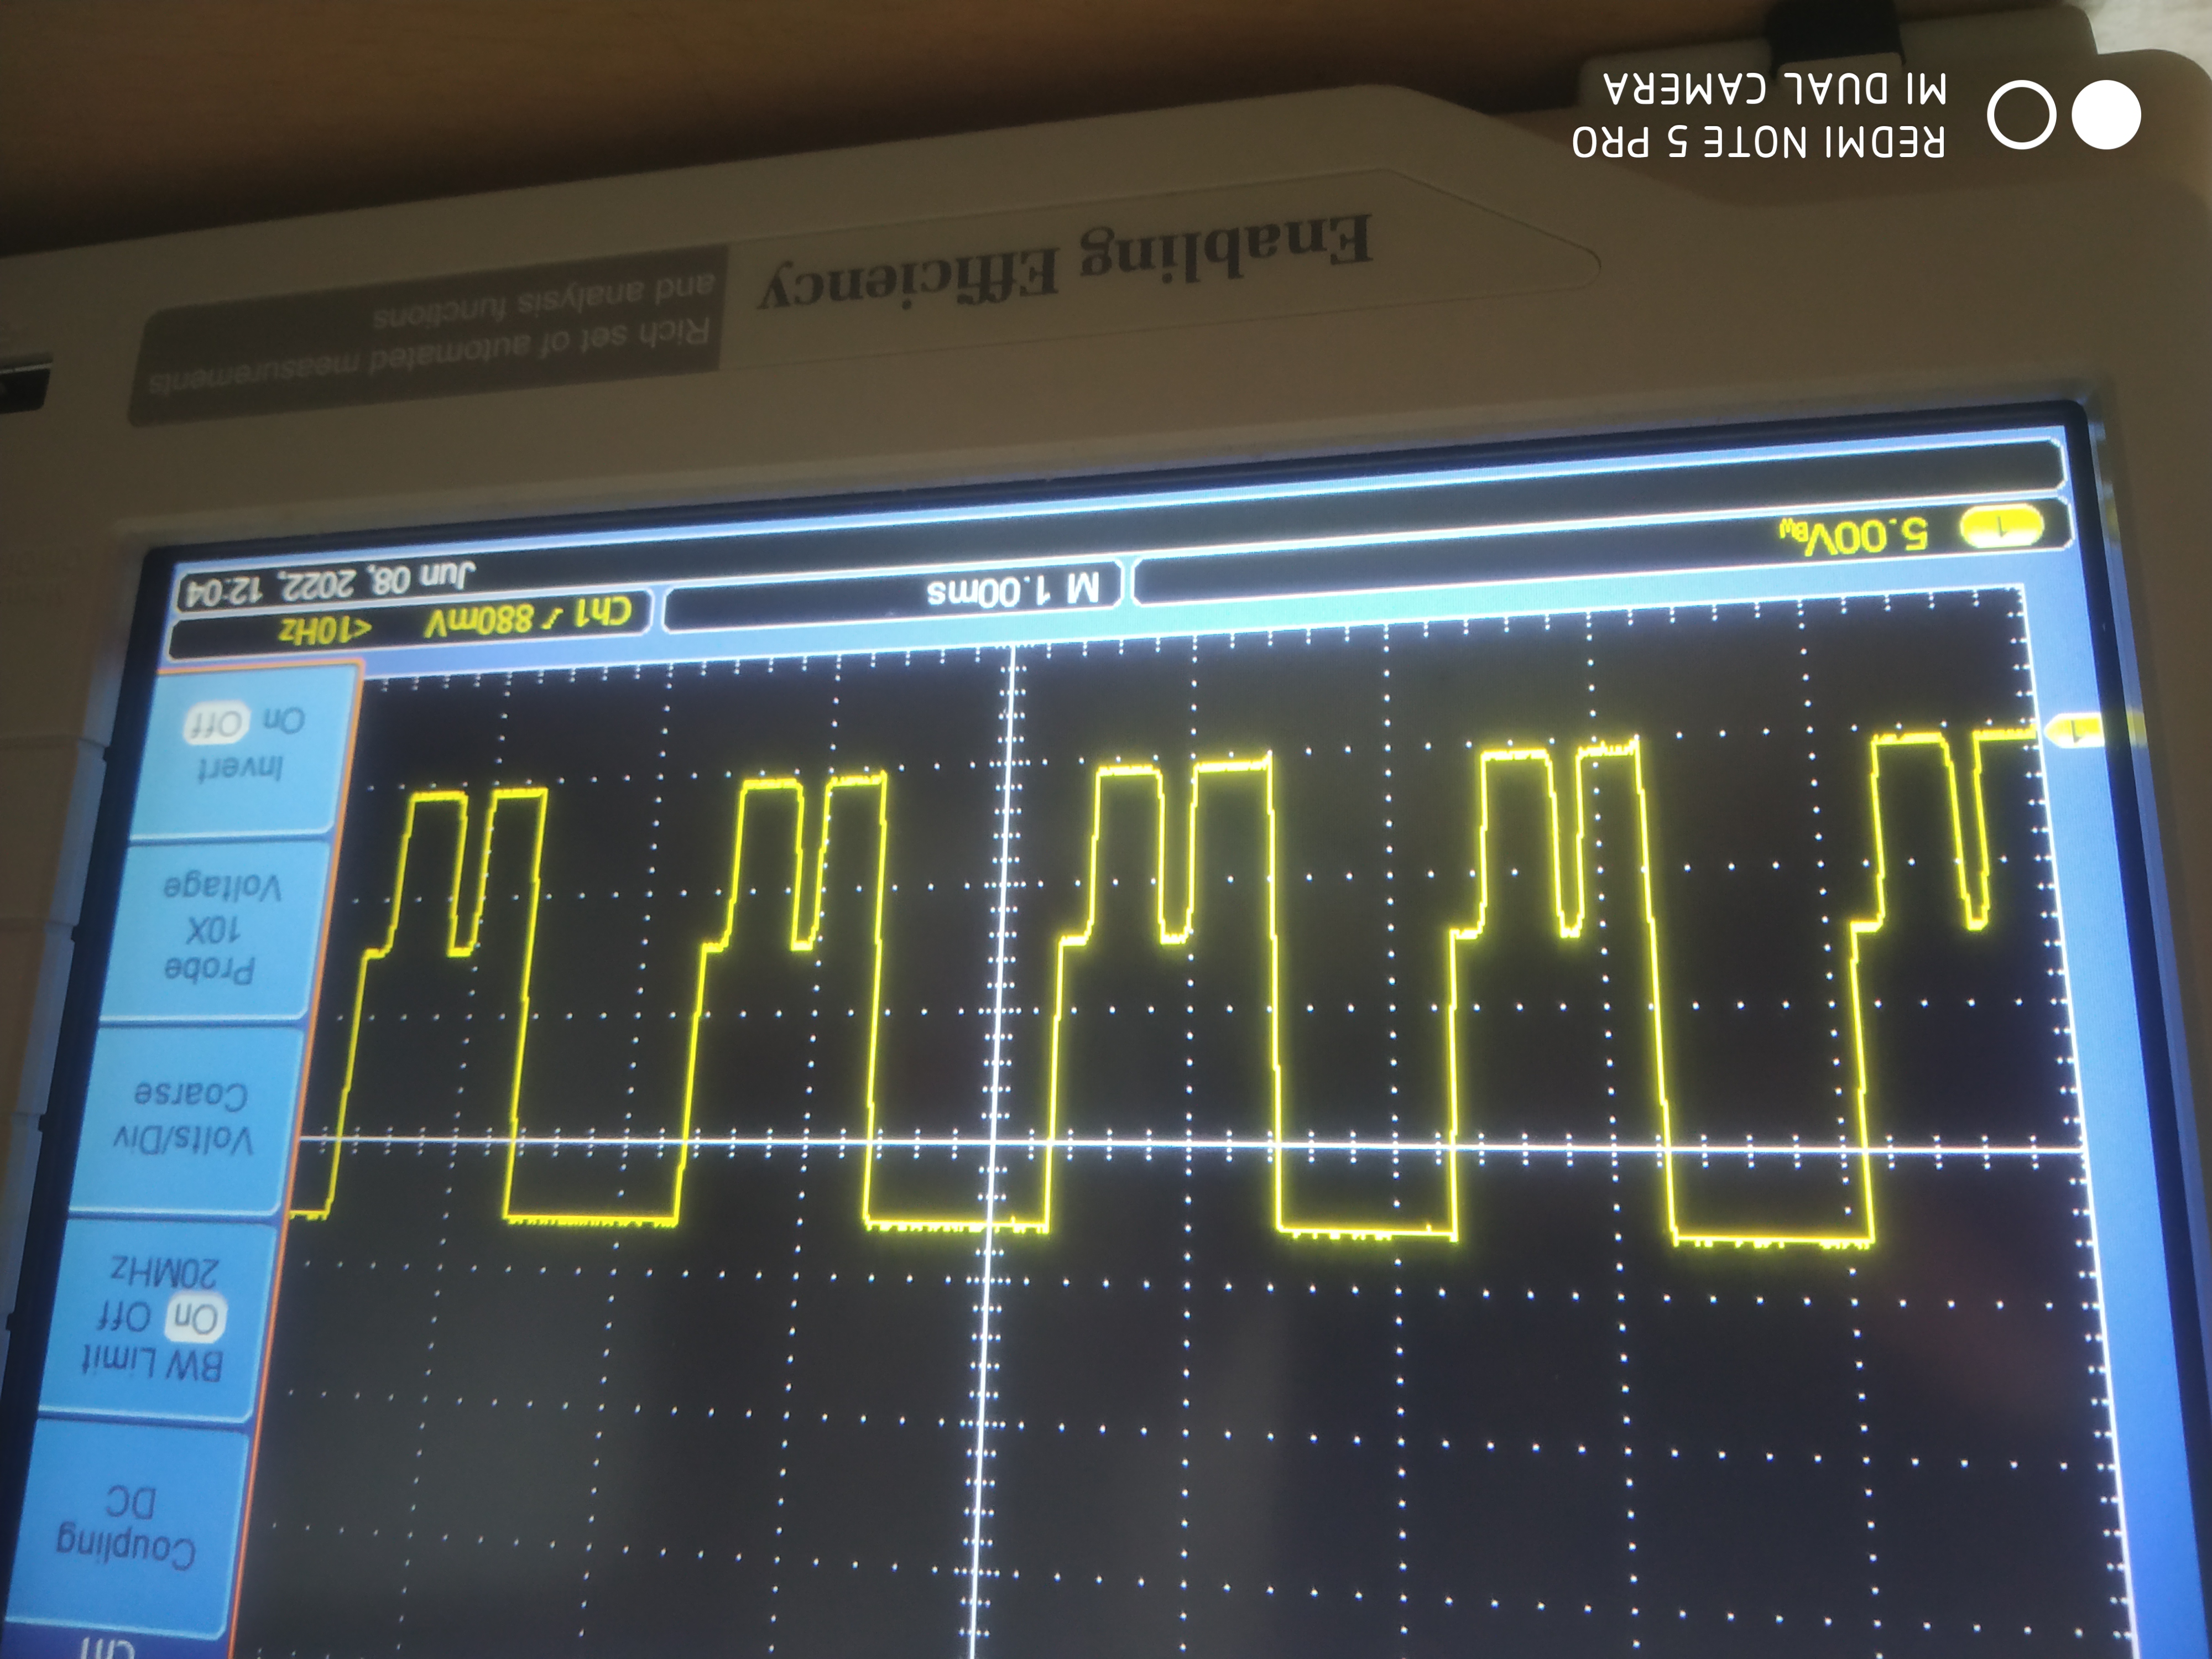 Ch1
Coupling
DC
BW Limit
On Off
20MHz
Volts/Div
Coarse
Probe
10X
Voltage
Invert
On Off
1
Ch1 880mV <10Hz
M 1.00ms
Jun 08, 2022, 12:04
1 5.00VBW
Rich set of automated measurements
and analysis functions
Enabling Efficiency
REDMI NOTE 5 PRO
MI DUAL CAMERA